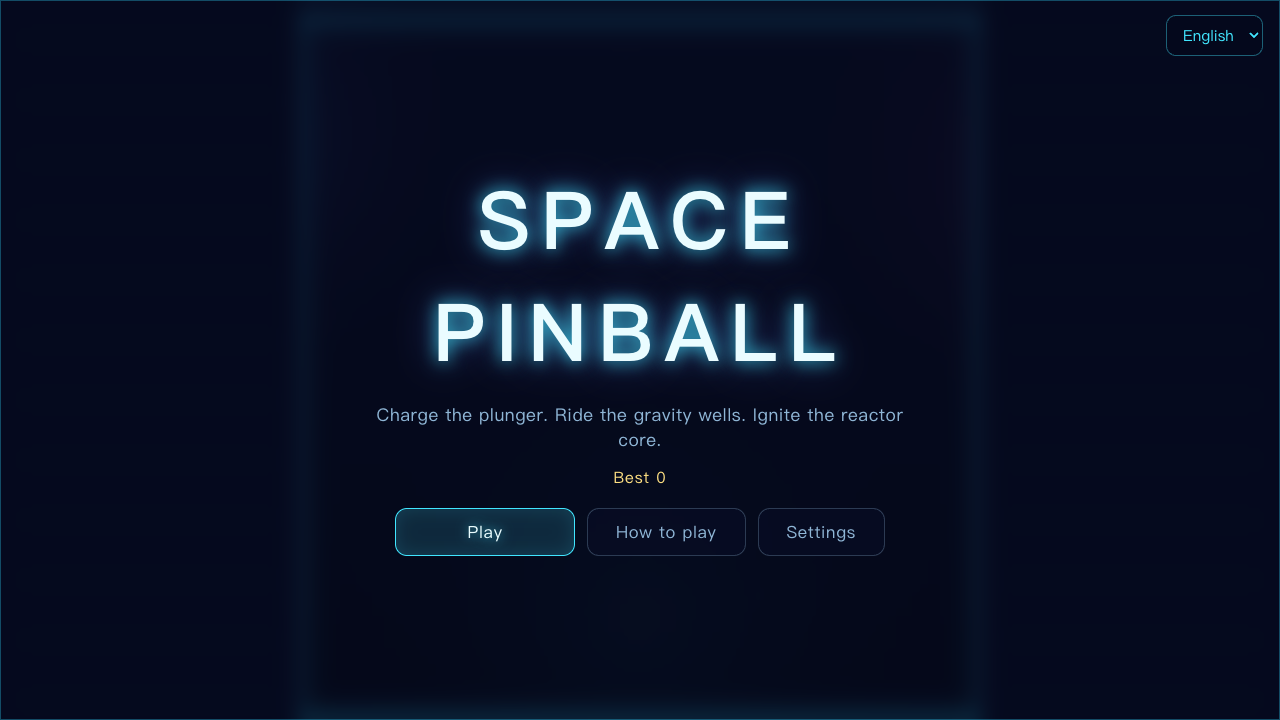 English
SPACE
PINBALL
Charge the plunger. Ride the gravity wells. Ignite the reactor
core.
Best 0
Play
How to play
Settings